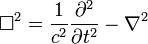 □² = 1/c² ∂²/∂t² − ∇²